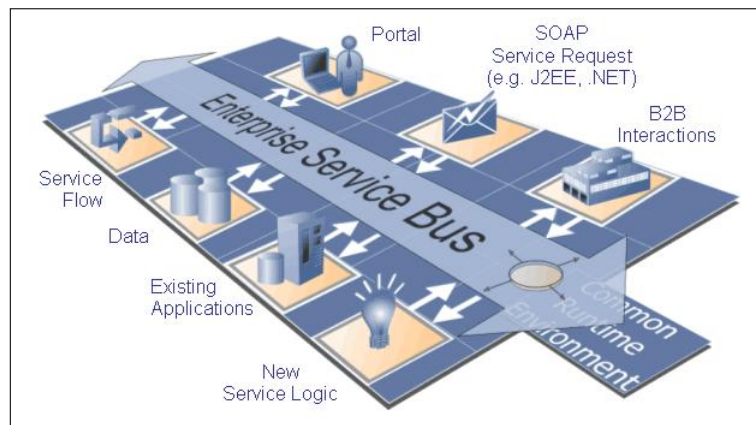 Portal
SOAP
Service Request
(e.g. J2EE, .NET)
B2B
Interactions
Enterprise Service Bus
Service
Flow
Data
Existing
Applications
New
Service Logic
Common
Runtime
Environment